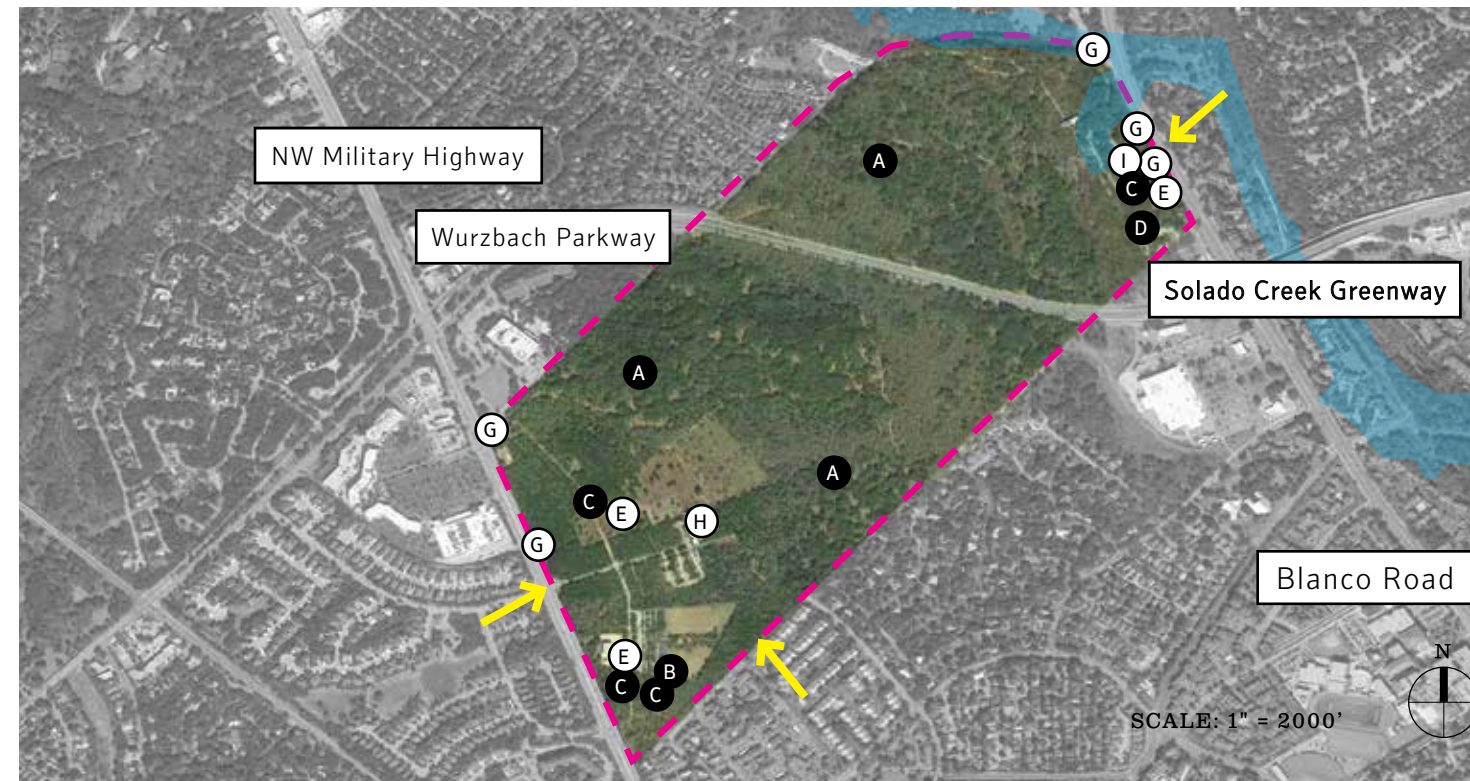 G
NW Military Highway
G
A
I
G
C
E
Wurzbach Parkway
D
Solado Creek Greenway
A
G
A
C
E
H
G
Blanco Road
E
B
C
C
N
SCALE: 1" = 2000'